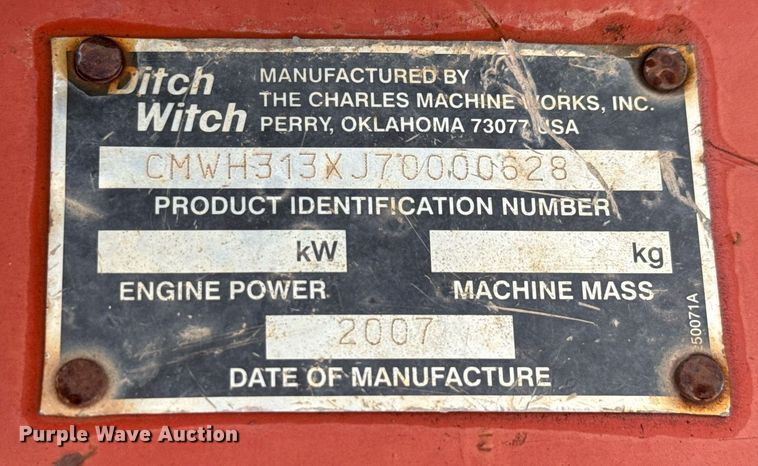 Ditch
Witch
MANUFACTURED BY
THE CHARLES MACHINE WORKS, INC.
PERRY, OKLAHOMA 73077 USA
CMWH313XJ70000628
PRODUCT IDENTIFICATION NUMBER
kW
kg
ENGINE POWER
MACHINE MASS
2007
DATE OF MANUFACTURE
250071A
Purple Wave Auction